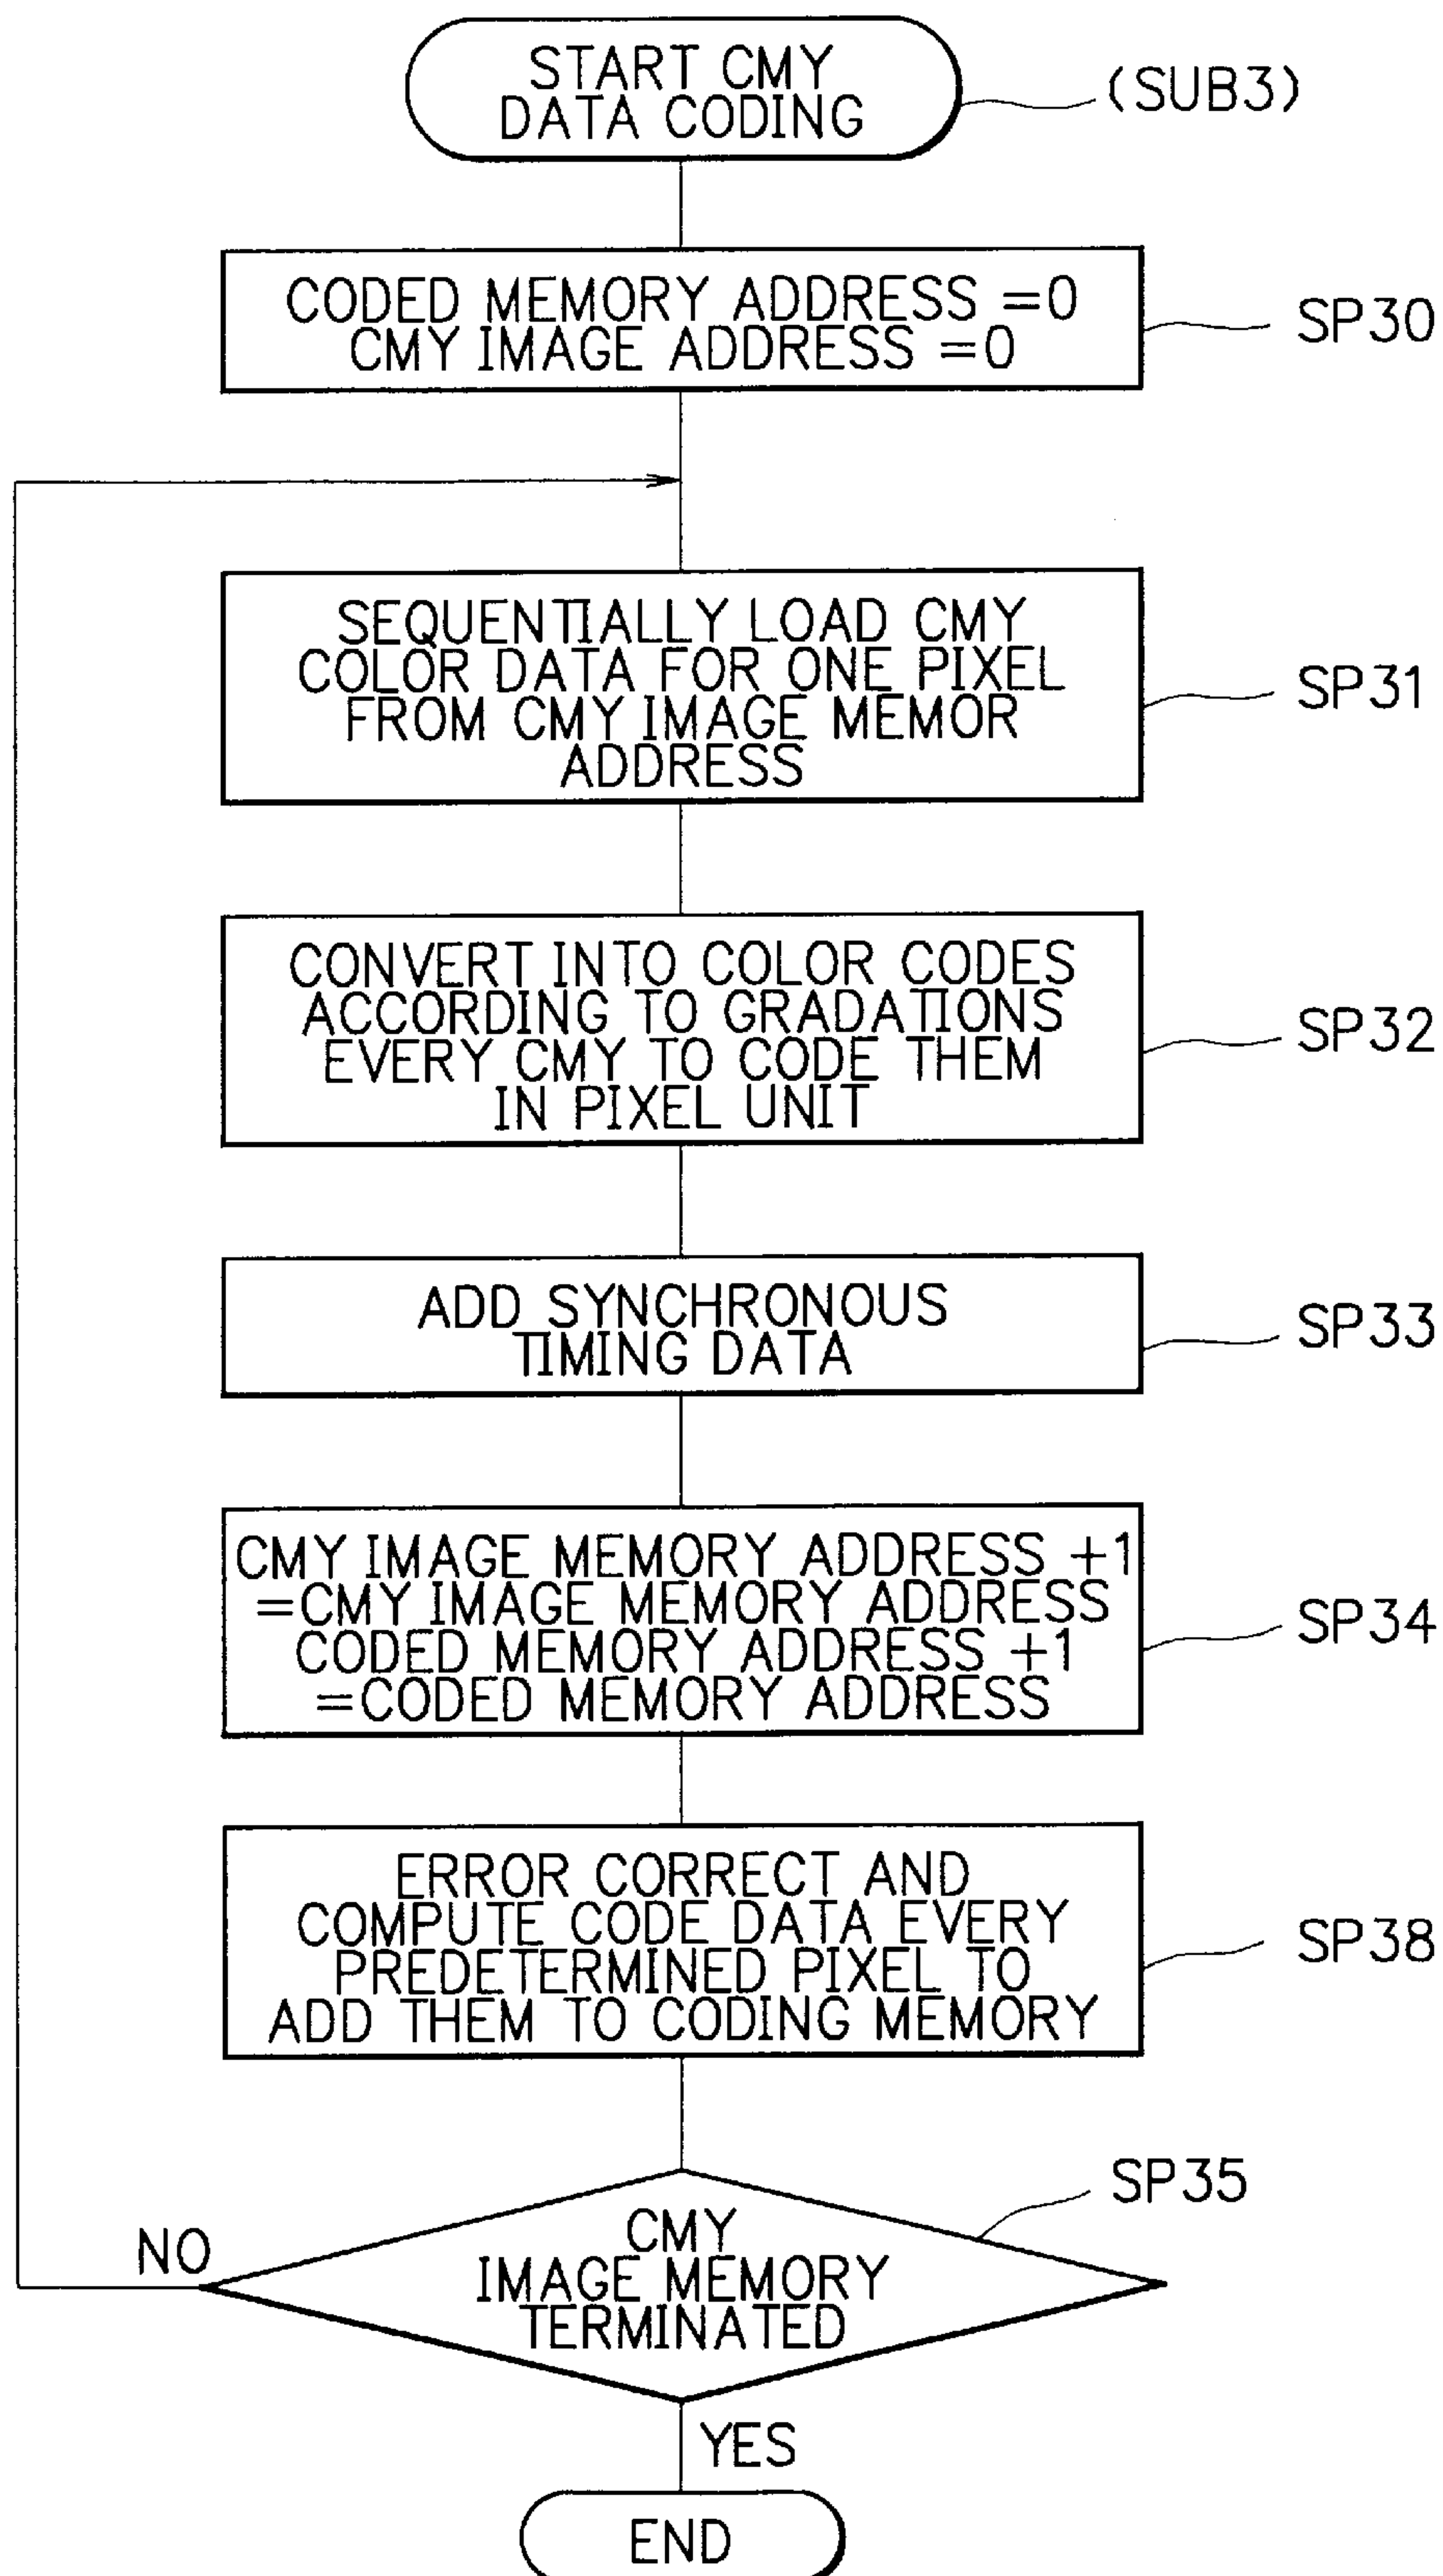 START CMY
DATA CODING
(SUB3)
CODED MEMORY ADDRESS =0
CMY IMAGE ADDRESS =0
SP30
SEQUENTIALLY LOAD CMY
COLOR DATA FOR ONE PIXEL
FROM CMY IMAGE MEMOR
ADDRESS
SP31
CONVERT INTO COLOR CODES
ACCORDING TO GRADATIONS
EVERY CMY TO CODE THEM
IN PIXEL UNIT
SP32
ADD SYNCHRONOUS
TIMING DATA
SP33
CMY IMAGE MEMORY ADDRESS +1
=CMY IMAGE MEMORY ADDRESS
CODED MEMORY ADDRESS +1
=CODED MEMORY ADDRESS
SP34
ERROR CORRECT AND
COMPUTE CODE DATA EVERY
PREDETERMINED PIXEL TO
ADD THEM TO CODING MEMORY
SP38
SP35
NO
CMY
IMAGE MEMORY
TERMINATED
YES
END